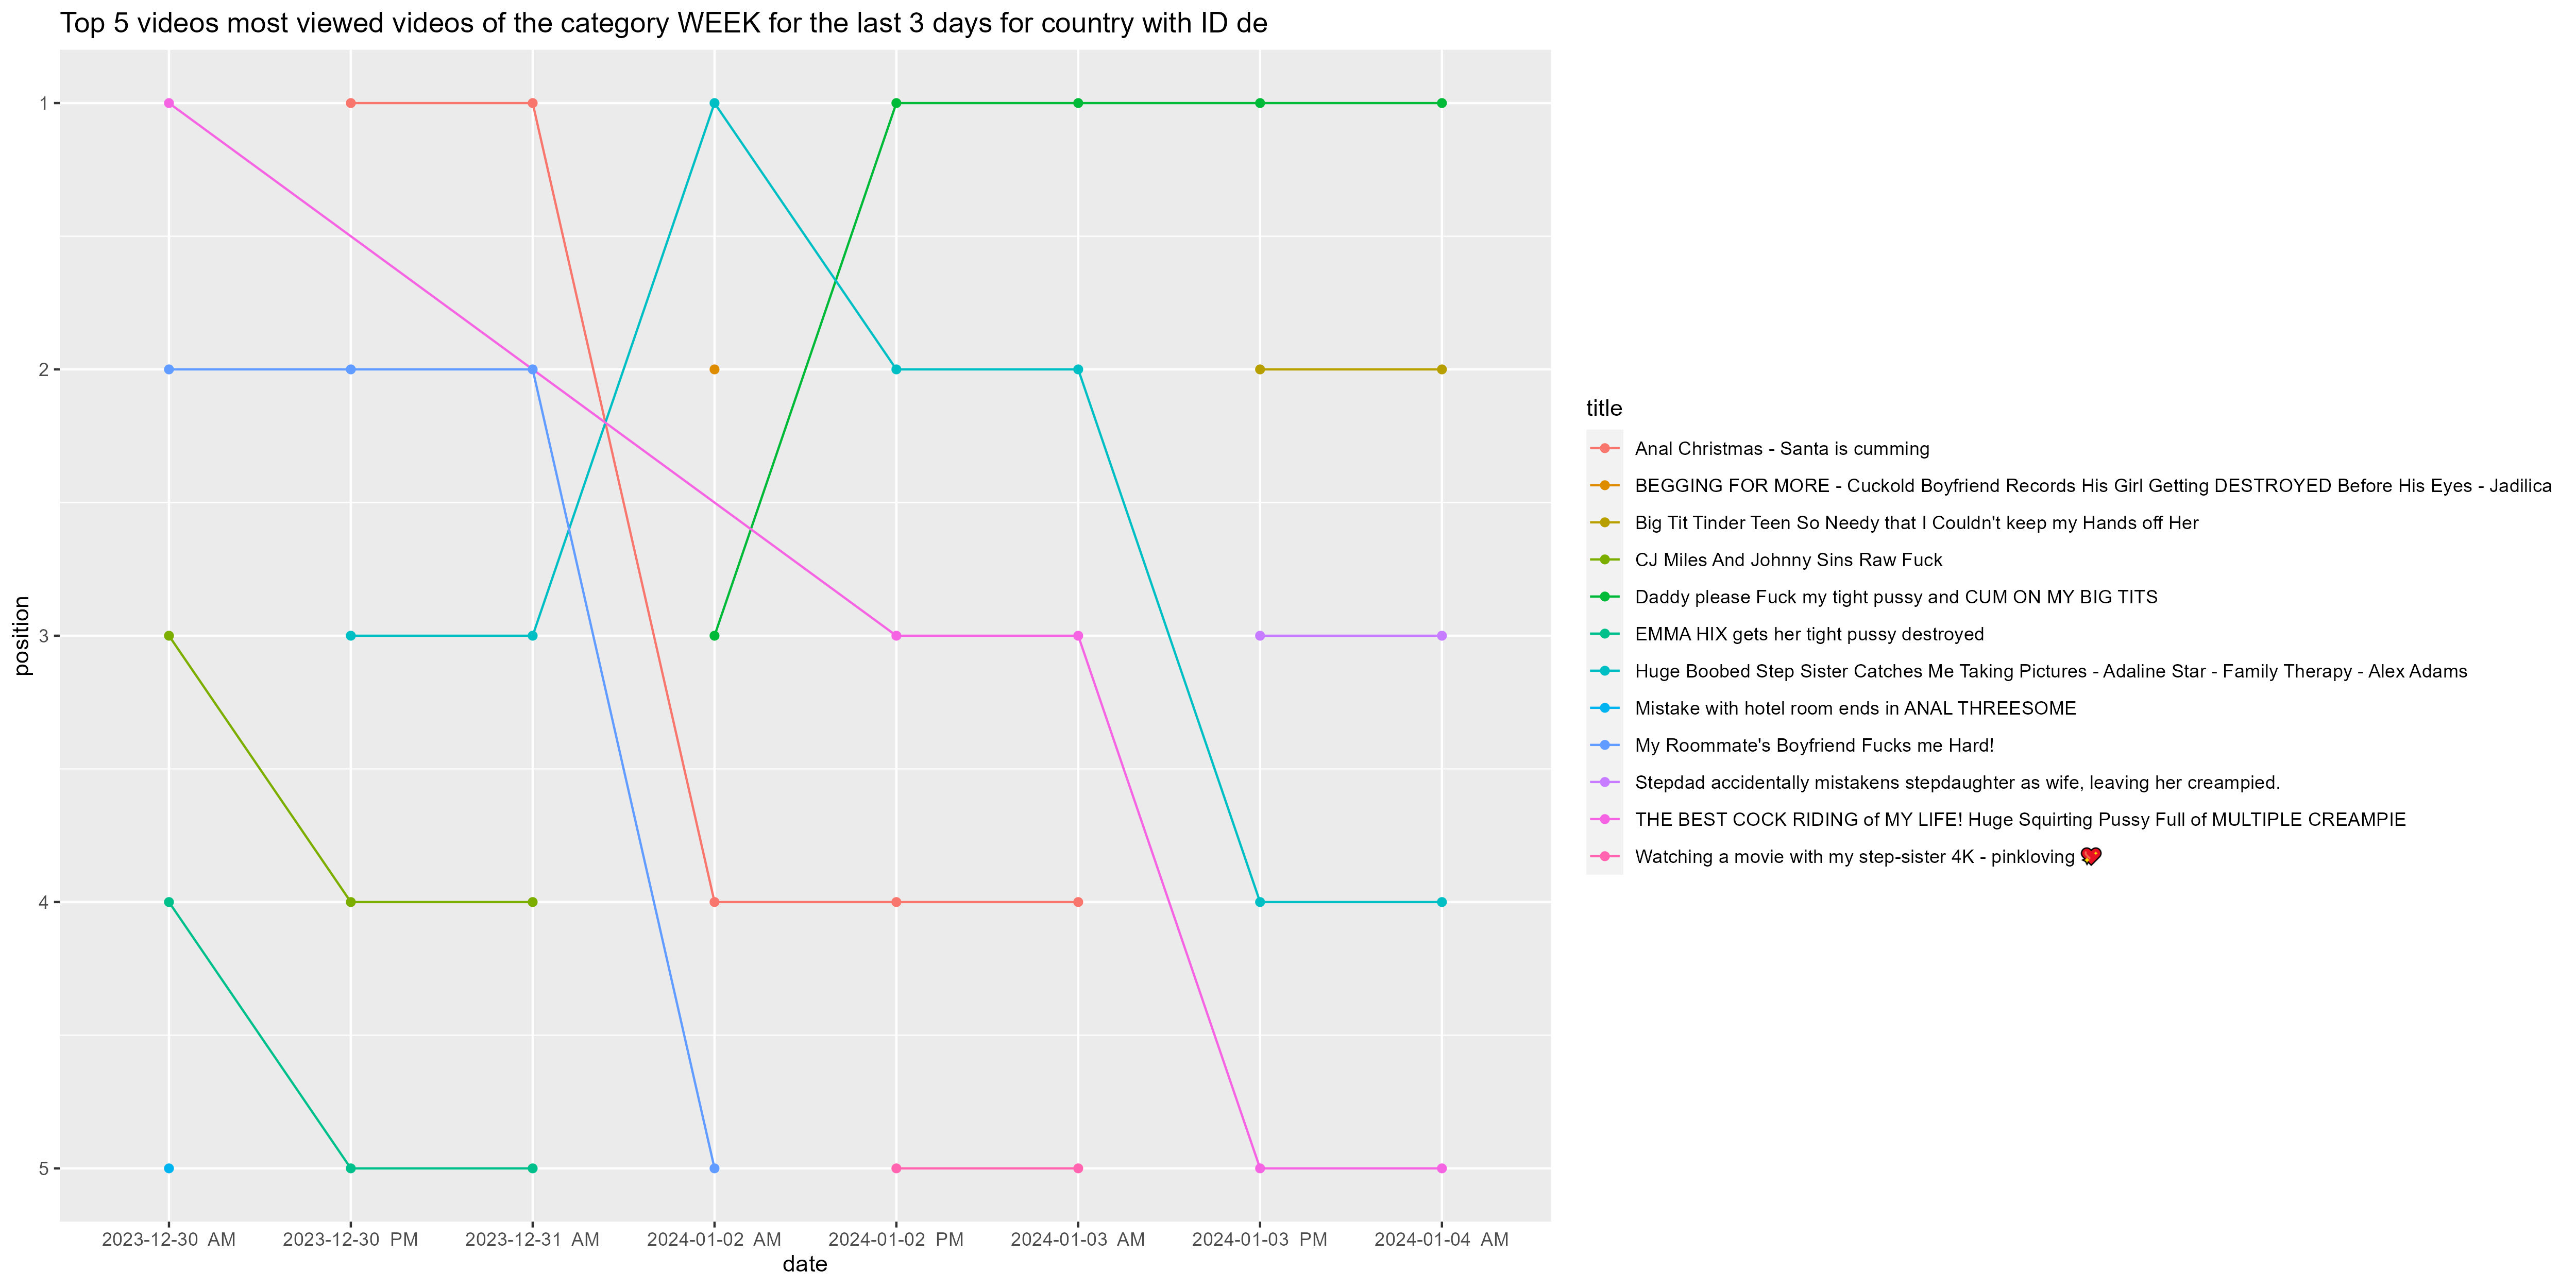 Top 5 videos most viewed videos of the category WEEK for the last 3 days for country with ID de
position
1
2
3
4
5
2023-12-30 AM
2023-12-30 PM
2023-12-31 AM
2024-01-02 AM
2024-01-02 PM
2024-01-03 AM
2024-01-03 PM
2024-01-04 AM
date
title
Anal Christmas - Santa is cumming
BEGGING FOR MORE - Cuckold Boyfriend Records His Girl Getting DESTROYED Before His Eyes - Jadilica
Big Tit Tinder Teen So Needy that I Couldn't keep my Hands off Her
CJ Miles And Johnny Sins Raw Fuck
Daddy please Fuck my tight pussy and CUM ON MY BIG TITS
EMMA HIX gets her tight pussy destroyed
Huge Boobed Step Sister Catches Me Taking Pictures - Adaline Star - Family Therapy - Alex Adams
Mistake with hotel room ends in ANAL THREESOME
My Roommate's Boyfriend Fucks me Hard!
Stepdad accidentally mistakens stepdaughter as wife, leaving her creampied.
THE BEST COCK RIDING of MY LIFE! Huge Squirting Pussy Full of MULTIPLE CREAMPIE
Watching a movie with my step-sister 4K - pinkloving 💖